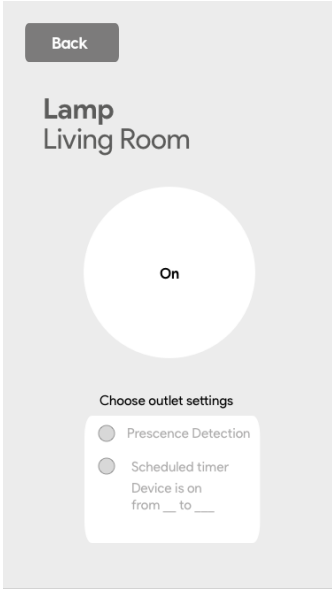 Back
Lamp
Living Room
On
Choose outlet settings
Prescence Detection
Scheduled timer
Device is on
from __ to ___